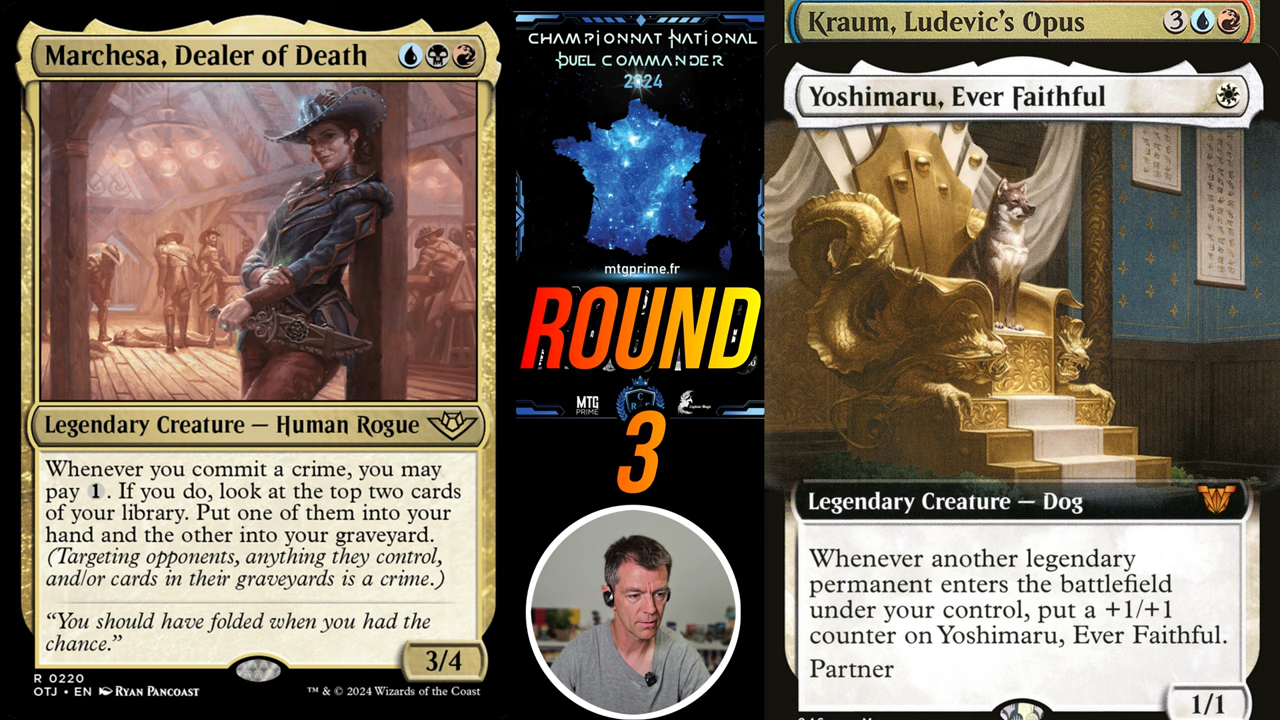 Marchesa, Dealer of Death
Legendary Creature — Human Rogue
Whenever you commit a crime, you may
pay 1. If you do, look at the top two cards
of your library. Put one of them into your
hand and the other into your graveyard.
(Targeting opponents, anything they control,
and/or cards in their graveyards is a crime.)
“You should have folded when you had the
chance.”
3/4
R 0220
OTJ • EN RYAN PANCOAST
™ & © 2024 Wizards of the Coast
CHAMPIONNAT NATIONAL
DUEL COMMANDER
2024
mtgprime.fr
ROUND
MTG
PRIME
3
Kraum, Ludevic's Opus
3
Yoshimaru, Ever Faithful
Legendary Creature — Dog
Whenever another legendary
permanent enters the battlefield
under your control, put a +1/+1
counter on Yoshimaru, Ever Faithful.
Partner
1/1